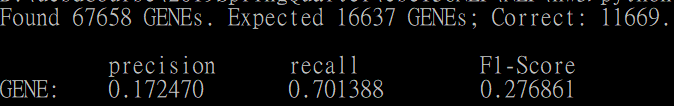 Found 67658 GENEs. Expected 16637 GENEs; Correct: 11669.
precision recall F1-Score
GENE: 0.172470 0.701388 0.276861